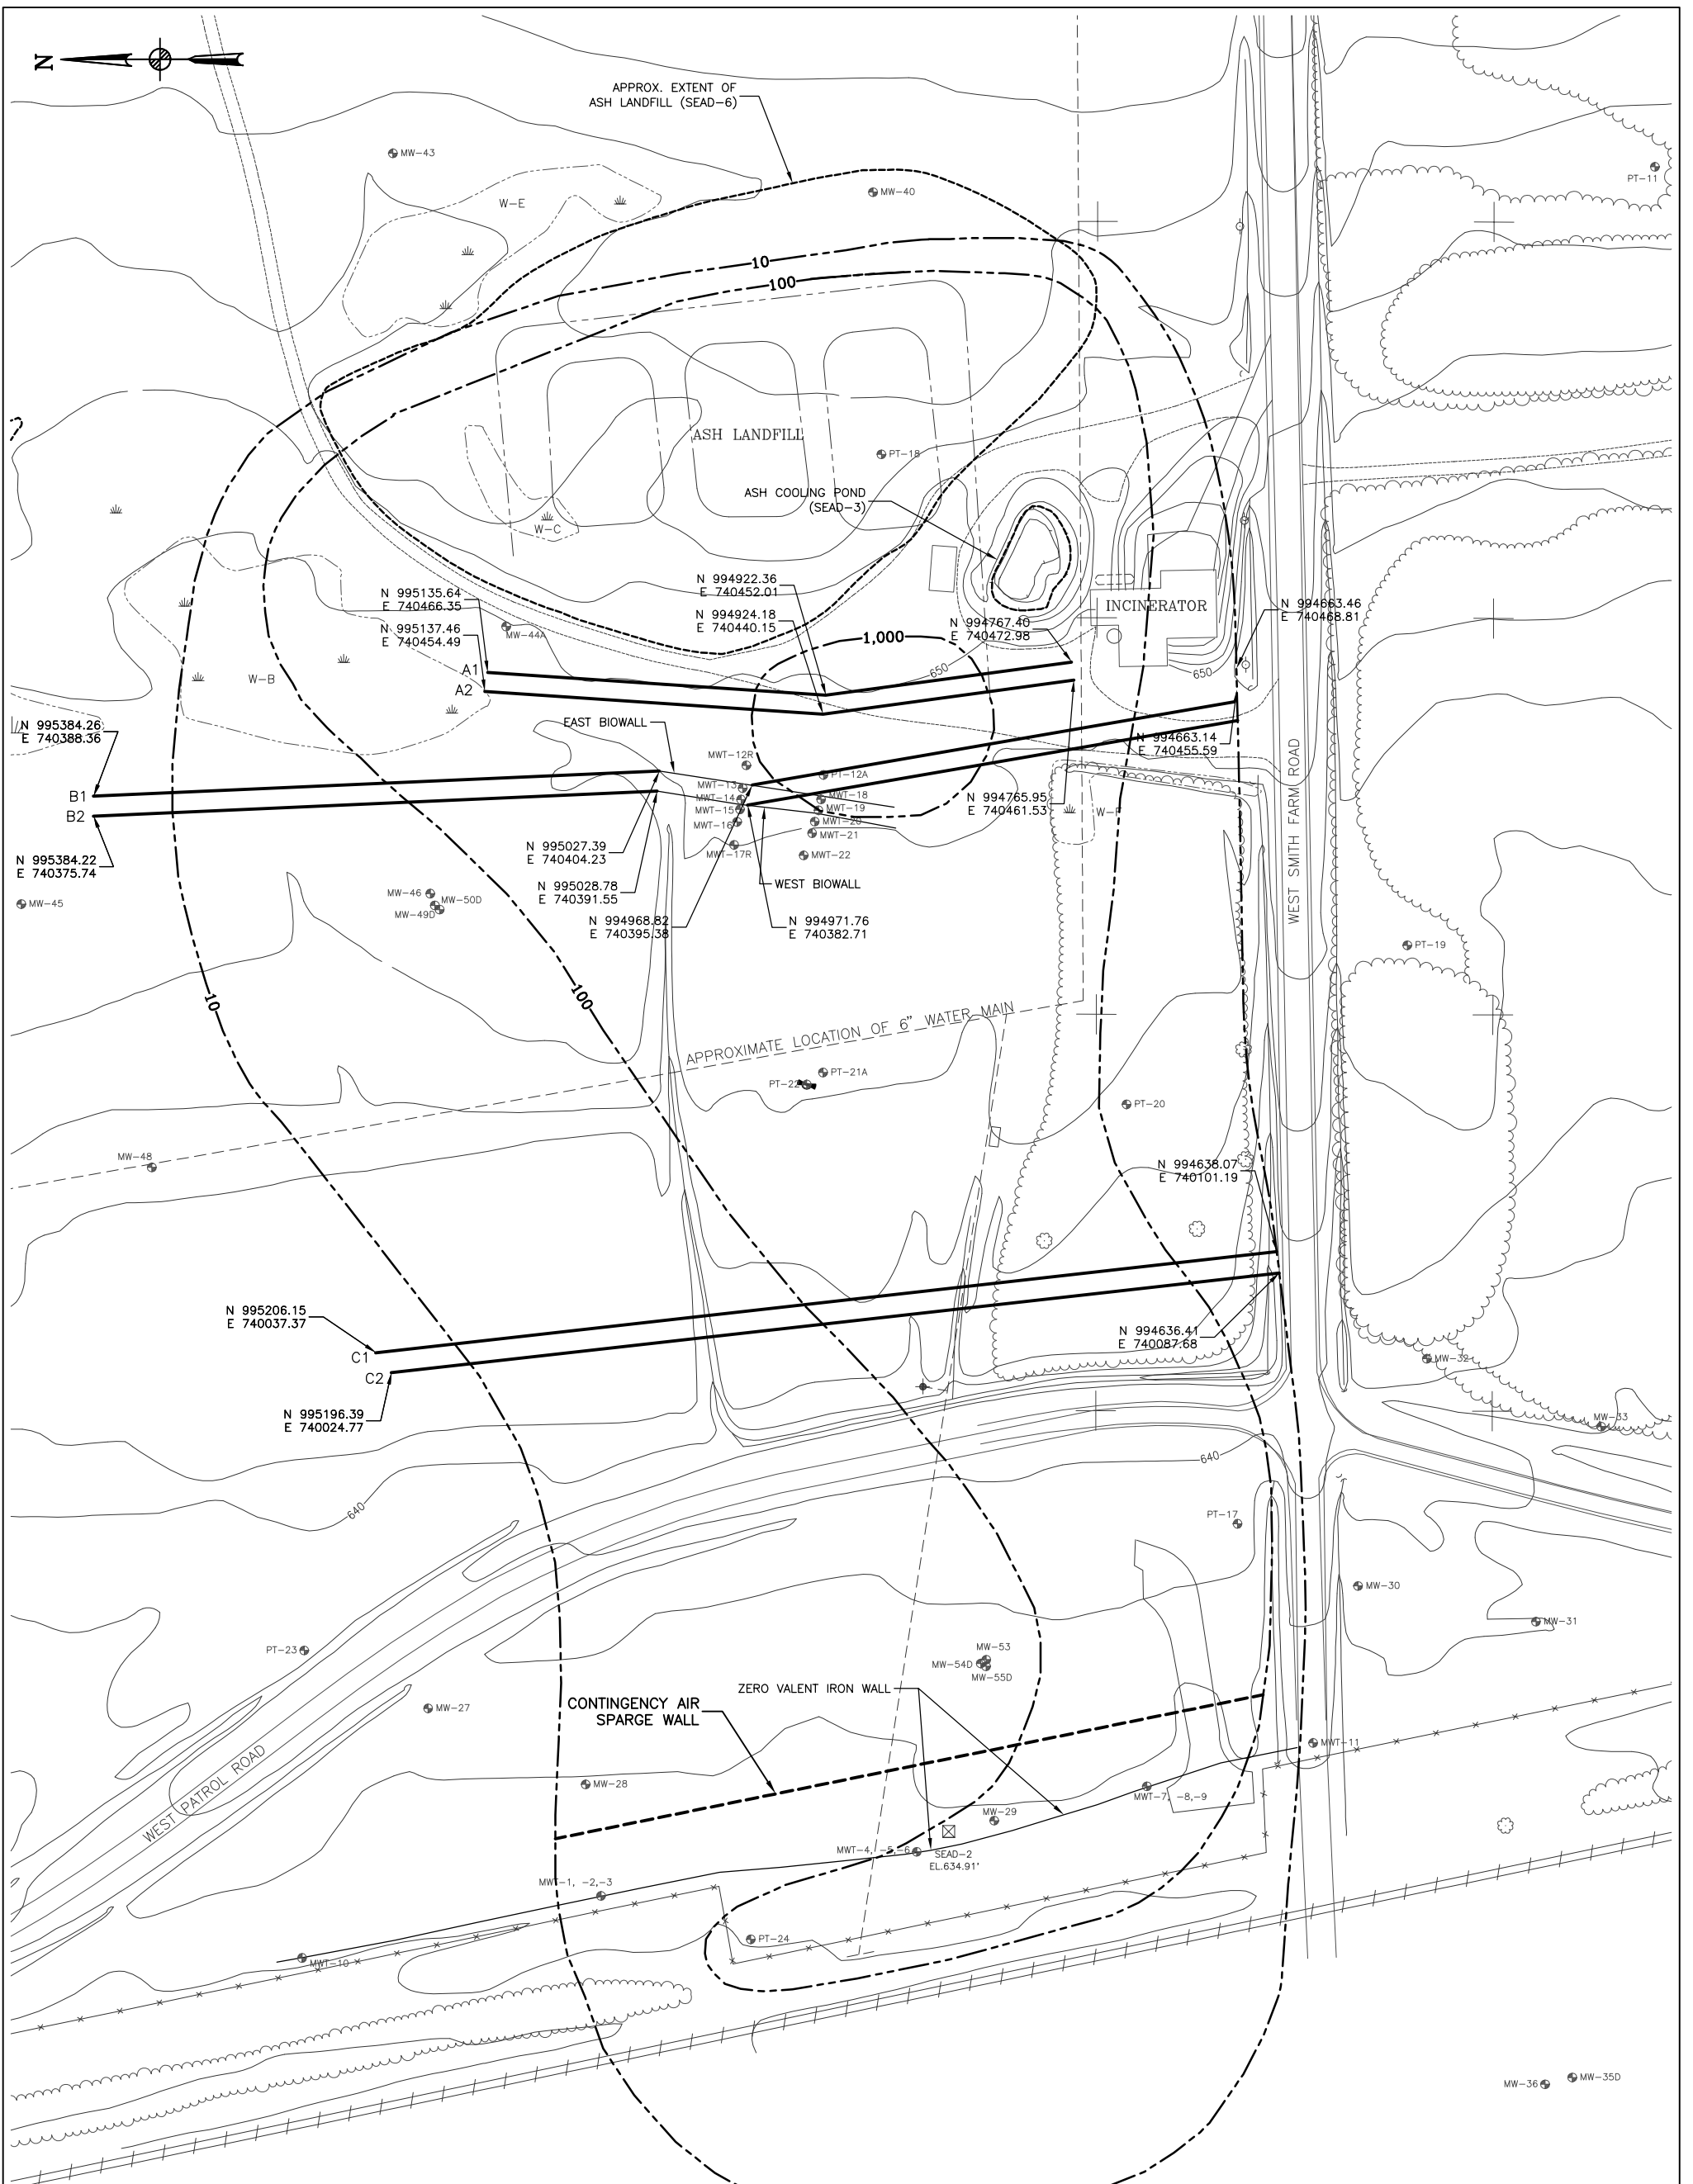 N
APPROX. EXTENT OF
ASH LANDFILL (SEAD-6)
MW-43
MW-40
PT-11
W-E
10
100
ASH LANDFILL
PT-18
ASH COOLING POND
(SEAD-3)
W-C
N 994922.36
E 740452.01
N 995135.64
E 740466.35
INCINERATOR
N 994663.46
E 740468.81
N 994924.18
E 740440.15
N 994767.40
E 740472.98
N 995137.46
E 740454.49
MW-44A
1,000
A1
650
650
W-B
A2
N 995384.26
E 740388.36
EAST BIOWALL
N 994663.14
E 740455.59
MWT-12R
PT-12A
MWT-13
B1
MWT-14
MWT-18
N 994765.95
E 740461.53
MWT-15
MWT-19
W-F
B2
MWT-16
MWT-20
MWT-21
N 995027.39
E 740404.23
MWT-17R
MWT-22
N 995384.22
E 740375.74
WEST BIOWALL
N 995028.78
E 740391.55
MW-46
MW-50D
MW-49D
MW-45
N 994968.82
E 740395.38
N 994971.76
E 740382.71
WEST SMITH FARM ROAD
PT-19
10
100
APPROXIMATE LOCATION OF 6" WATER MAIN
PT-21A
PT-22
PT-20
MW-48
N 994638.07
E 740101.19
N 995206.15
E 740037.37
N 994636.41
E 740087.68
C1
MW-32
C2
N 995196.39
E 740024.77
MW-33
640
640
PT-17
MW-30
MW-31
PT-23
MW-53
MW-54D
MW-55D
ZERO VALENT IRON WALL
CONTINGENCY AIR
SPARGE WALL
MW-27
MWT-11
WEST PATROL ROAD
MW-28
MWT-7, -8,-9
MW-29
MWT-4, -5,-6
SEAD-2
EL.634.91'
MWT-1, -2,-3
PT-24
MWT-10
MW-35D
MW-36